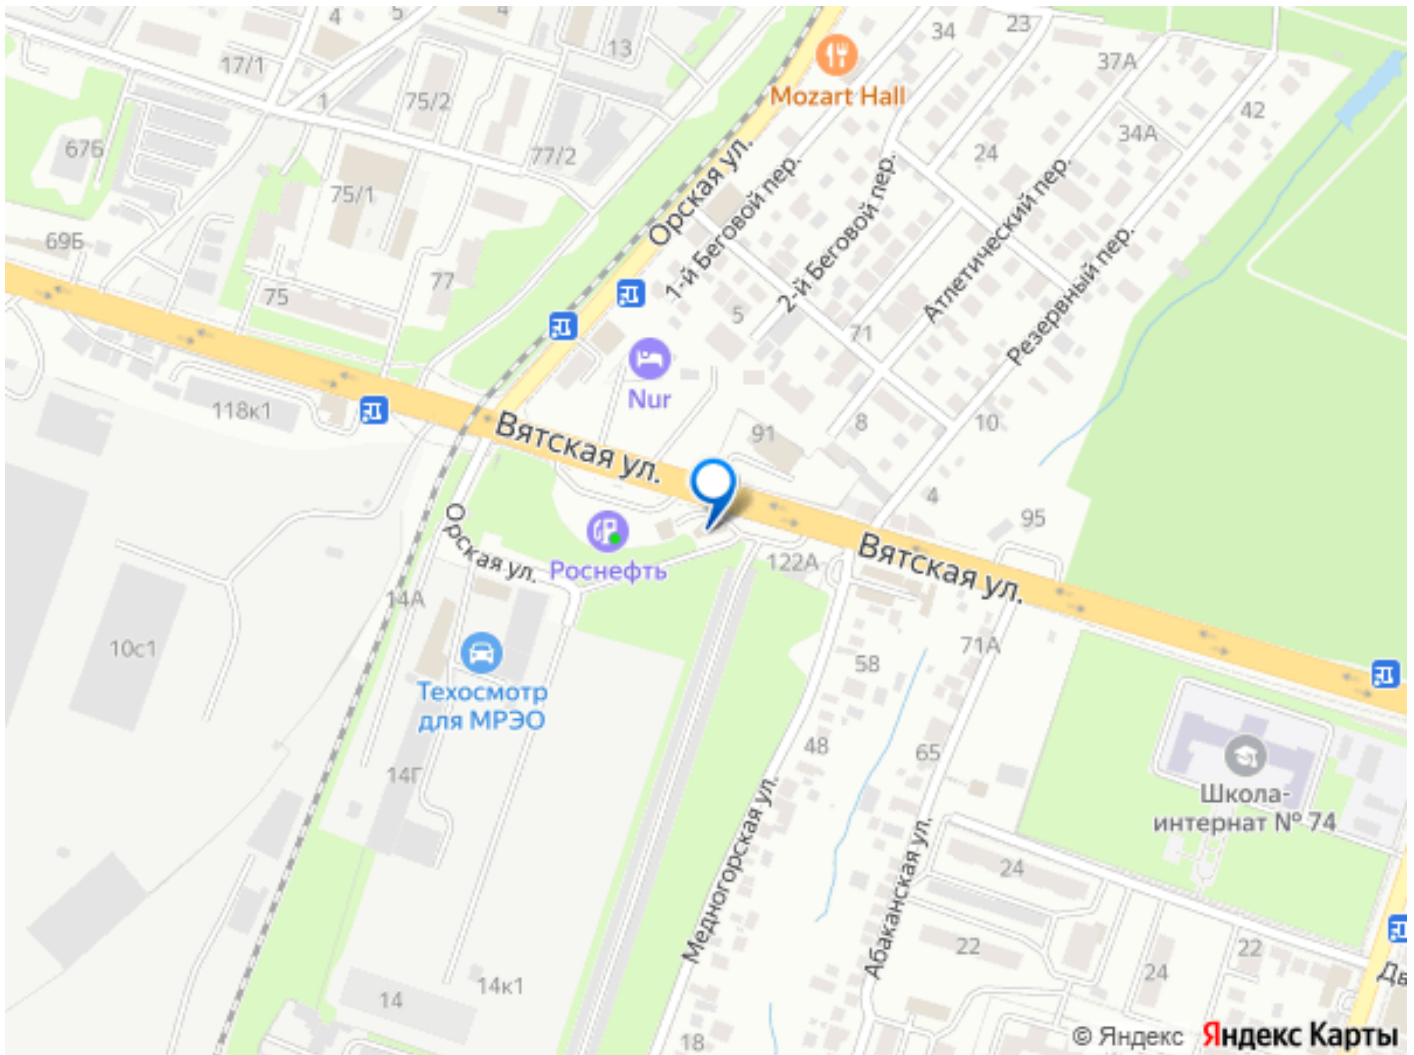 4
5
4
23
34
Mozart Hall
13
17/1
37А
75/2
1
42
34А
67Б
77/2
24
Орская ул.
1-й Беговой пер.
2-й Беговой пер.
Атлетический пер.
Резервный пер.
75/1
69Б
77
75
5
71
Nur
118к1
91
8
10
Вятская ул.
4
95
Роснефть
Орская ул.
122А
Вятская ул.
14А
10с1
58
71А
Техосмотр
для МРЭО
48
65
14Г
Школа-
интернат № 74
Медногорская ул.
Абаканская ул.
24
22
22
24
Дв
14
14к1
18
© Яндекс Яндекс Карты